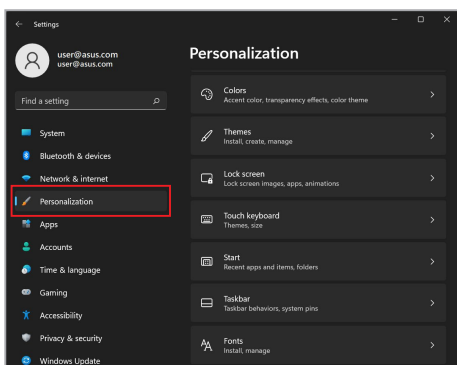 Settings
user@asus.com
user@asus.com
Find a setting
System
Bluetooth & devices
Network & internet
Personalization
Apps
Accounts
Time & language
Gaming
Accessibility
Privacy & security
Windows Update
Personalization
Colors
Accent color, transparency effects, color theme
Themes
Install, create, manage
Lock screen
Lock screen images, apps, animations
Touch keyboard
Themes, size
Start
Recent apps and items, folders
Taskbar
Taskbar behaviors, system pins
Fonts
Install, manage